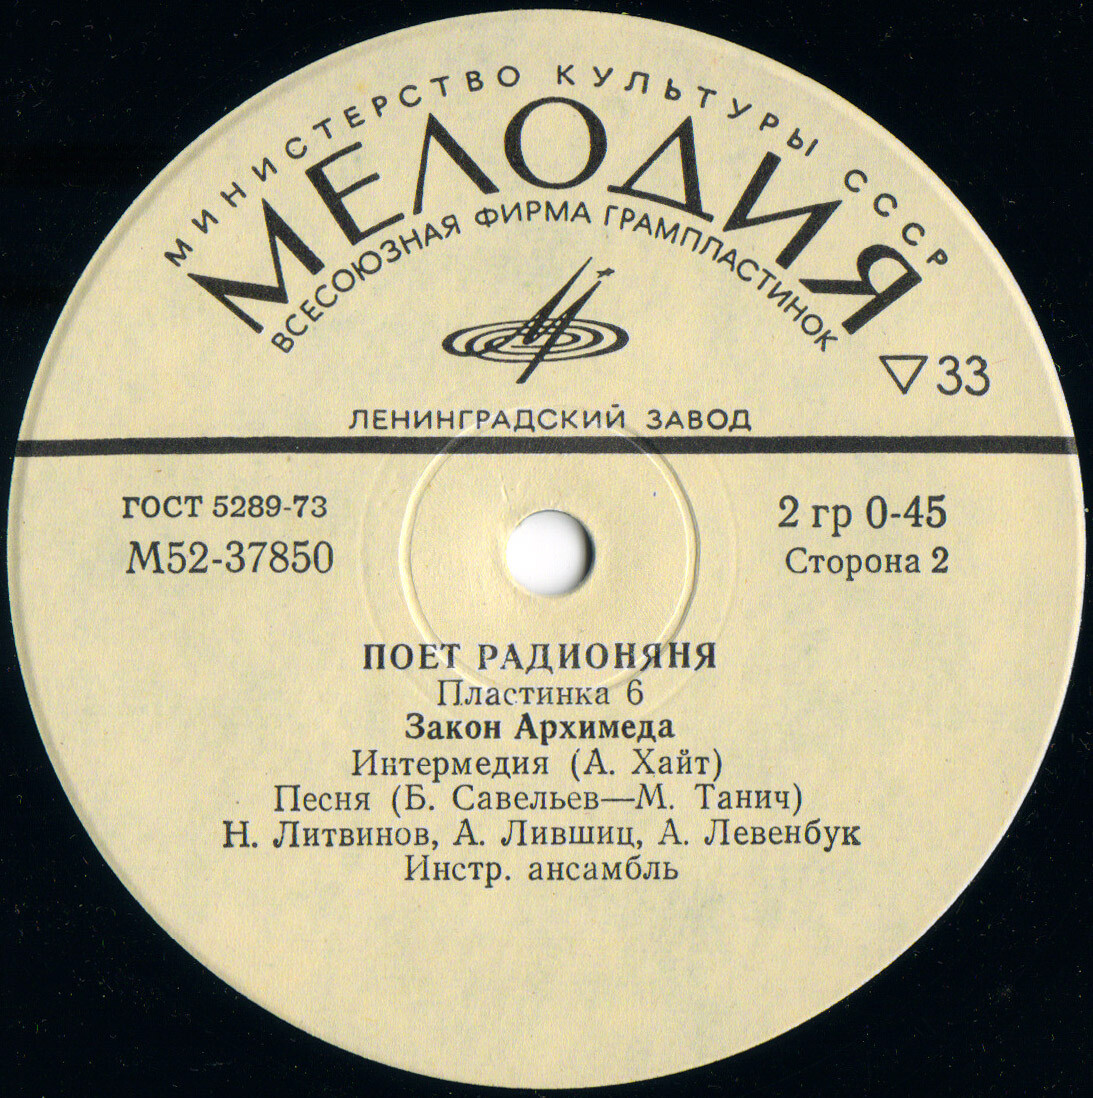 МИНИСТЕРСТВО КУЛЬТУРЫ СССР
МЕЛОДИЯ
ВСЕСОЮЗНАЯ ФИРМА ГРАМПЛАСТИНОК
33
ЛЕНИНГРАДСКИЙ ЗАВОД
ГОСТ 5289-73
2 гр 0-45
М52-37850
Сторона 2
ПОЕТ РАДИОНЯНЯ
Пластинка 6
Закон Архимеда
Интермедия (А. Хайт)
Песня (Б. Савельев—М. Танич)
Н. Литвинов, А. Лившиц, А. Левенбук
Инстр. ансамбль